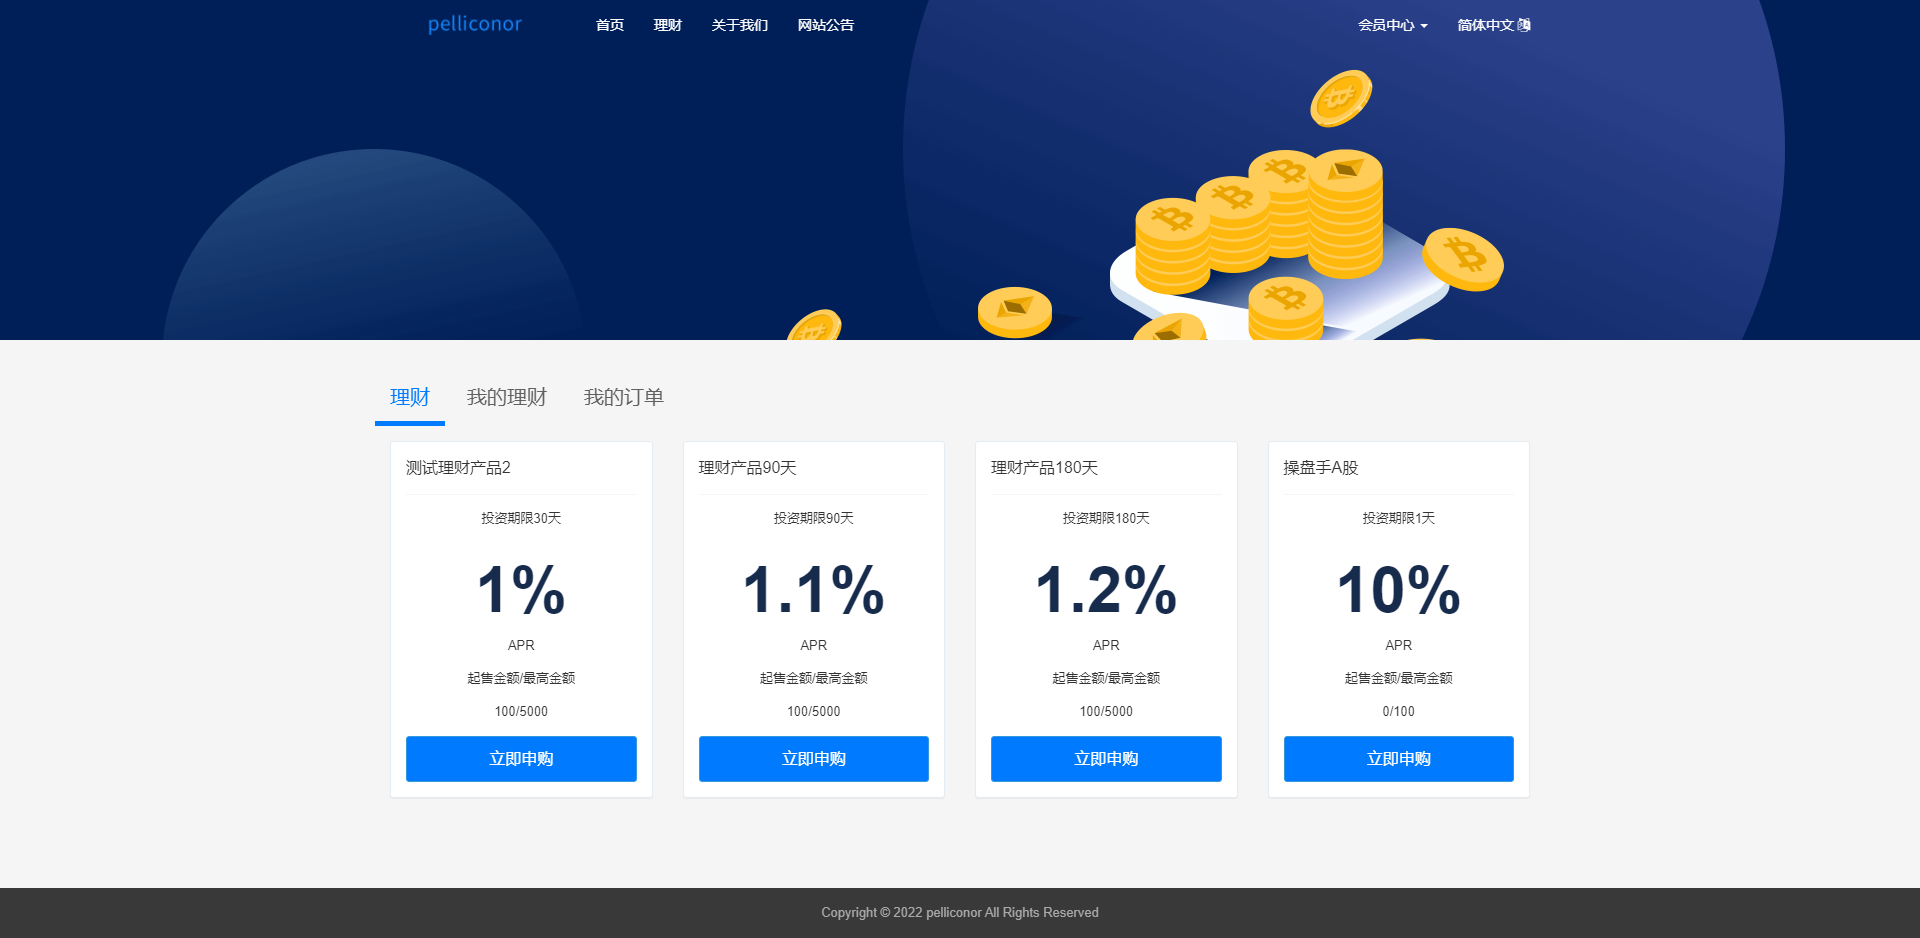 pelliconor 首页 理财 关于我们 网站公告 会员中心 简体中文
理财 我的理财 我的订单
测试理财产品2
投资期限30天
1%
APR
起售金额/最高金额
100/5000
立即申购
理财产品90天
投资期限90天
1.1%
APR
起售金额/最高金额
100/5000
立即申购
理财产品180天
投资期限180天
1.2%
APR
起售金额/最高金额
100/5000
立即申购
操盘手A股
投资期限1天
10%
APR
起售金额/最高金额
0/100
立即申购
Copyright © 2022 pelliconor All Rights Reserved